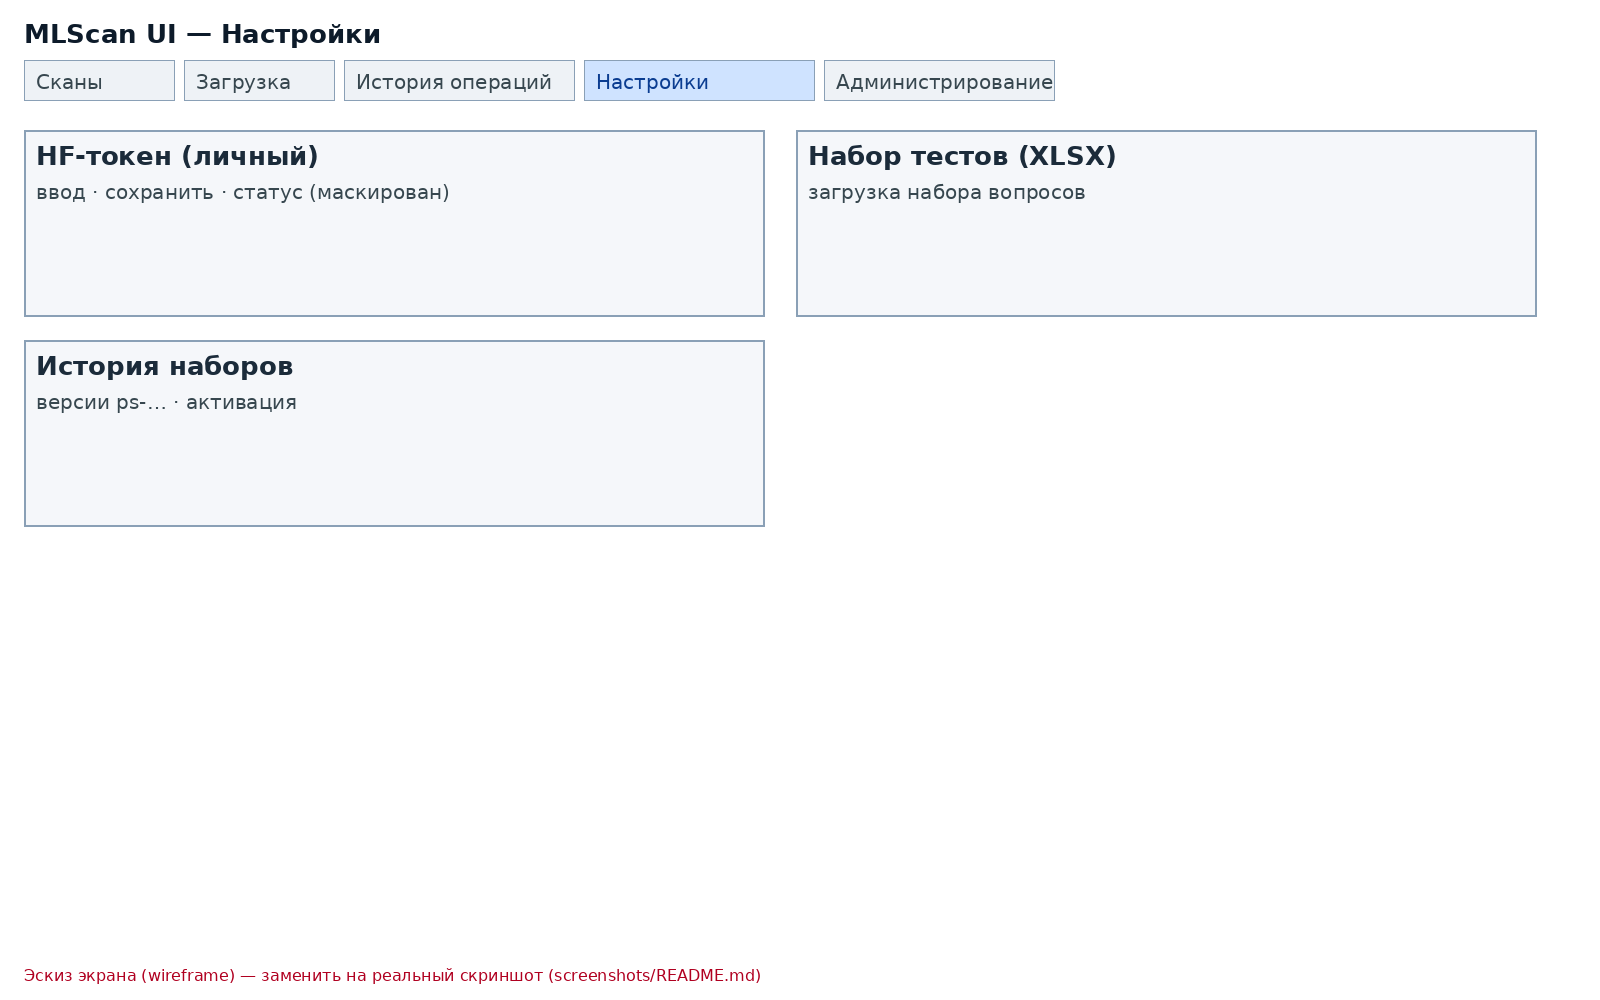 MLScan UI — Настройки
Сканы
Загрузка
История операций
Настройки
Администрирование
HF-токен (личный)
ввод · сохранить · статус (маскирован)
Набор тестов (XLSX)
загрузка набора вопросов
История наборов
версии ps-… · активация
Эскиз экрана (wireframe) — заменить на реальный скриншот (screenshots/README.md)